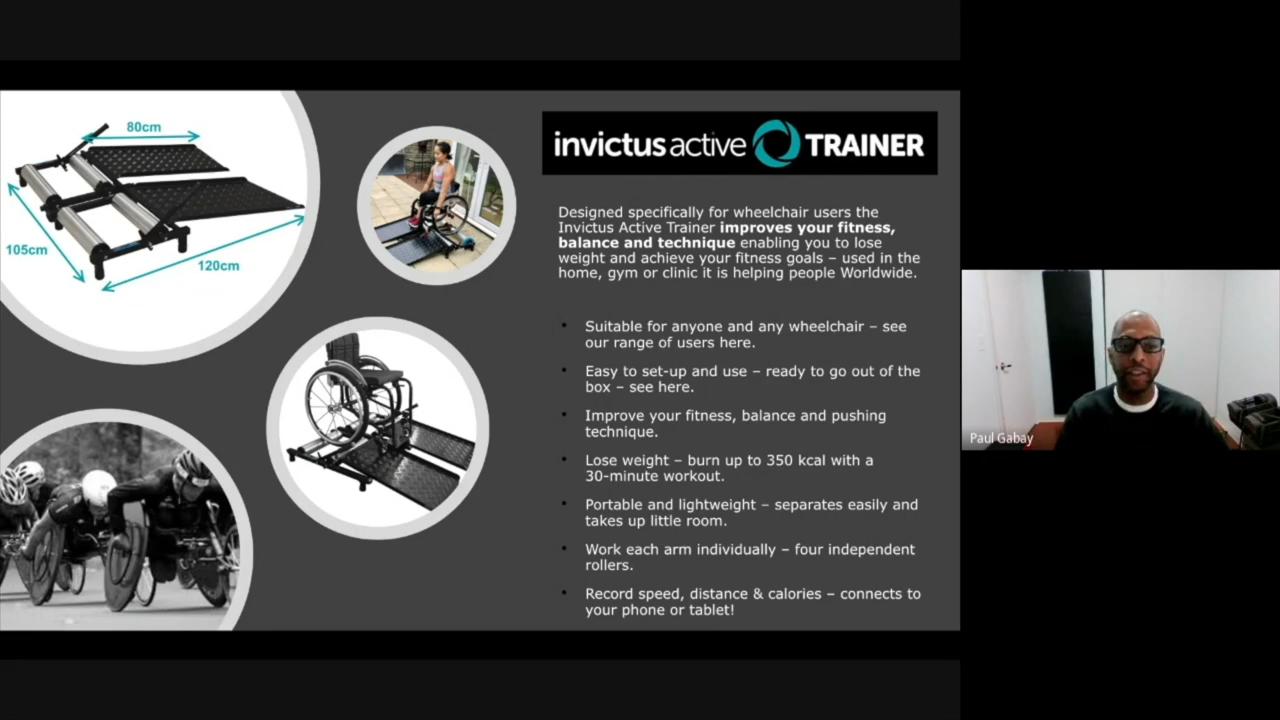 80cm
105cm
120cm
invictus active TRAINER
Designed specifically for wheelchair users the
Invictus Active Trainer improves your fitness,
balance and technique enabling you to lose
weight and achieve your fitness goals – used in the
home, gym or clinic it is helping people Worldwide.
• Suitable for anyone and any wheelchair – see
our range of users here.
• Easy to set-up and use – ready to go out of the
box – see here.
• Improve your fitness, balance and pushing
technique.
• Lose weight – burn up to 350 kcal with a
30-minute workout.
• Portable and lightweight – separates easily and
takes up little room.
• Work each arm individually – four independent
rollers.
• Record speed, distance & calories – connects to
your phone or tablet!
Paul Gabay